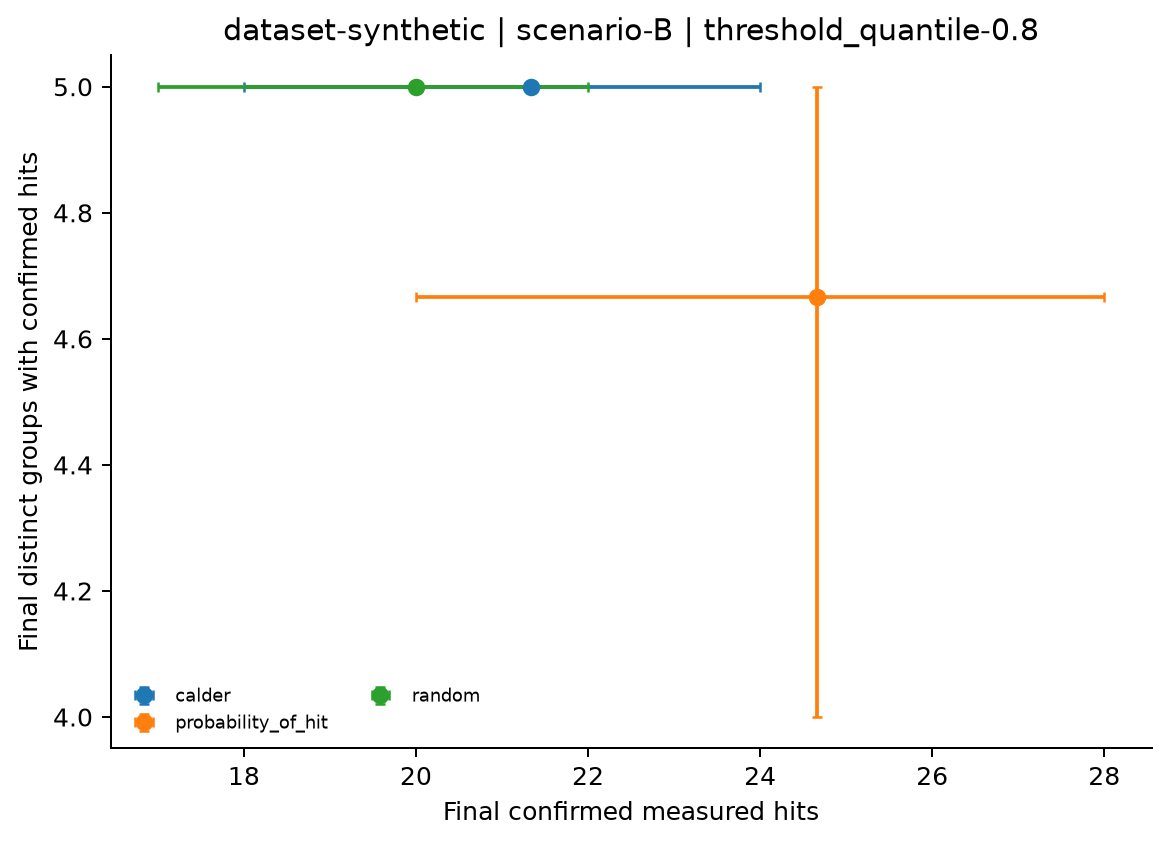 dataset-synthetic | scenario-B | threshold_quantile-0.8
Final distinct groups with confirmed hits
5.0
4.8
4.6
4.4
4.2
4.0
calder
probability_of_hit
random
18
20
22
24
26
28
Final confirmed measured hits